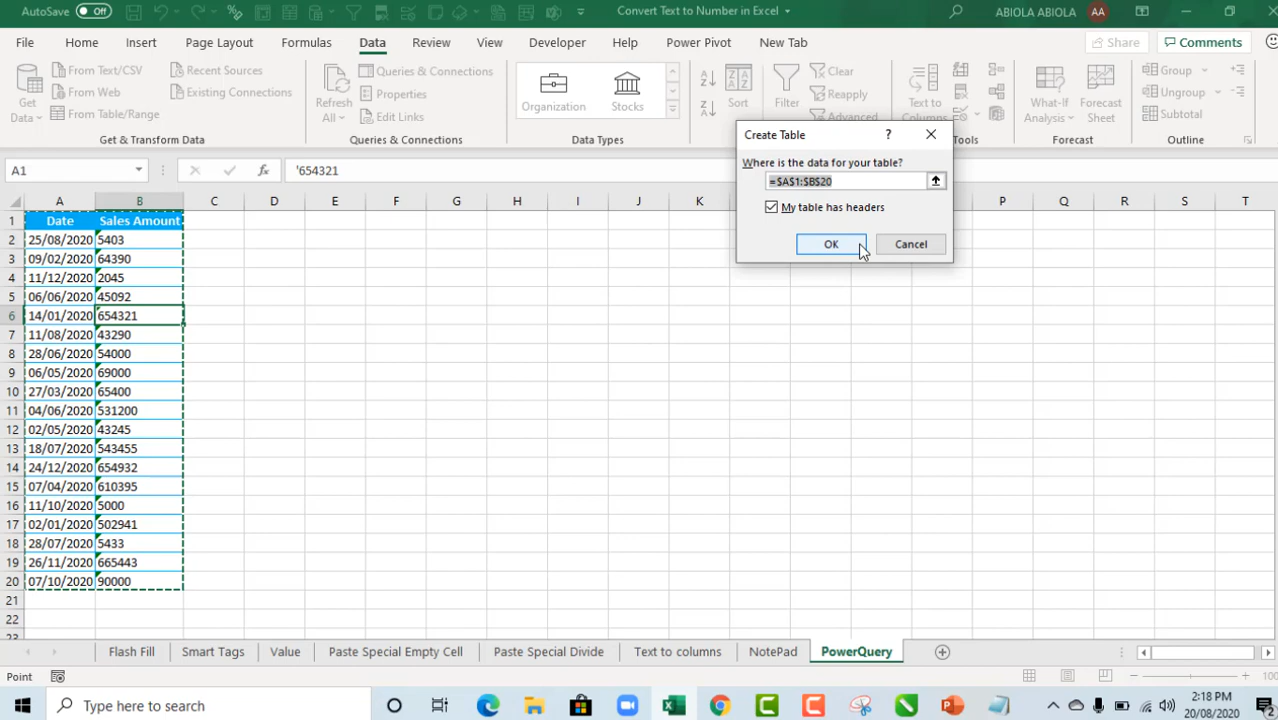 AutoSave Off
Convert Text to Number in Excel
ABIOLA ABIOLA AA
File Home Insert Page Layout Formulas Data Review View Developer Help Power Pivot New Tab Share Comments
Get Data
From Text/CSV
From Web
From Table/Range
Recent Sources
Existing Connections
Get & Transform Data
Refresh All
Queries & Connections
Properties
Edit Links
Queries & Connections
Organization
Stocks
Data Types
Sort
Filter
Clear
Reapply
Advanced
Text to Columns
Tools
What-If Analysis
Forecast Sheet
Forecast
Group
Ungroup
Subtotal
Outline
Create Table ?
Where is the data for your table?
=$A$1:$B$20
My table has headers
OK Cancel
A1 fx '654321
A B C D E F G H I J K P Q R S T
1 Date Sales Amount
2 25/08/2020 5403
3 09/02/2020 64390
4 11/12/2020 2045
5 06/06/2020 45092
6 14/01/2020 654321
7 11/08/2020 43290
8 28/06/2020 54000
9 06/05/2020 69000
10 27/03/2020 65400
11 04/06/2020 531200
12 02/05/2020 43245
13 18/07/2020 543455
14 24/12/2020 654932
15 07/04/2020 610395
16 11/10/2020 5000
17 02/01/2020 502941
18 28/07/2020 5433
19 26/11/2020 665443
20 07/10/2020 90000
21
22
23
Flash Fill Smart Tags Value Paste Special Empty Cell Paste Special Divide Text to columns NotePad PowerQuery
Point 100
Type here to search
2:18 PM
20/08/2020
2